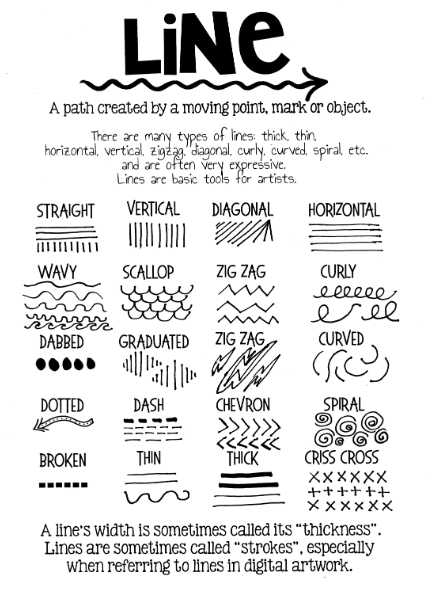 LiNe
A path created by a moving point, mark or object.
There are many types of lines: thick, thin,
horizontal, vertical, zigzag, diagonal, curly, curved, spiral, etc.
and are often very expressive.
Lines are basic tools for artists.
STRAIGHT VERTICAL DIAGONAL HORIZONTAL
WAVY SCALLOP ZIG ZAG CURLY
DABBED GRADUATED ZIG ZAG CURVED
DOTTED DASH CHEVRON SPIRAL
BROKEN THIN THICK CRISS CROSS
A line's width is sometimes called its "thickness".
Lines are sometimes called "strokes", especially
when referring to lines in digital artwork.